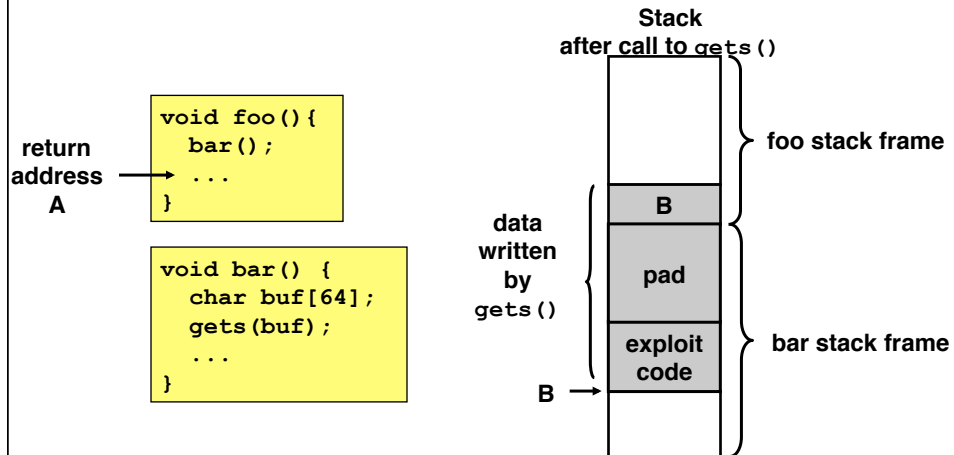 Stack
after call to gets()
void foo(){
bar();
...
}
return
address
A
void bar() {
char buf[64];
gets(buf);
...
}
data
written
by
gets()
B
pad
exploit
code
B
foo stack frame
bar stack frame